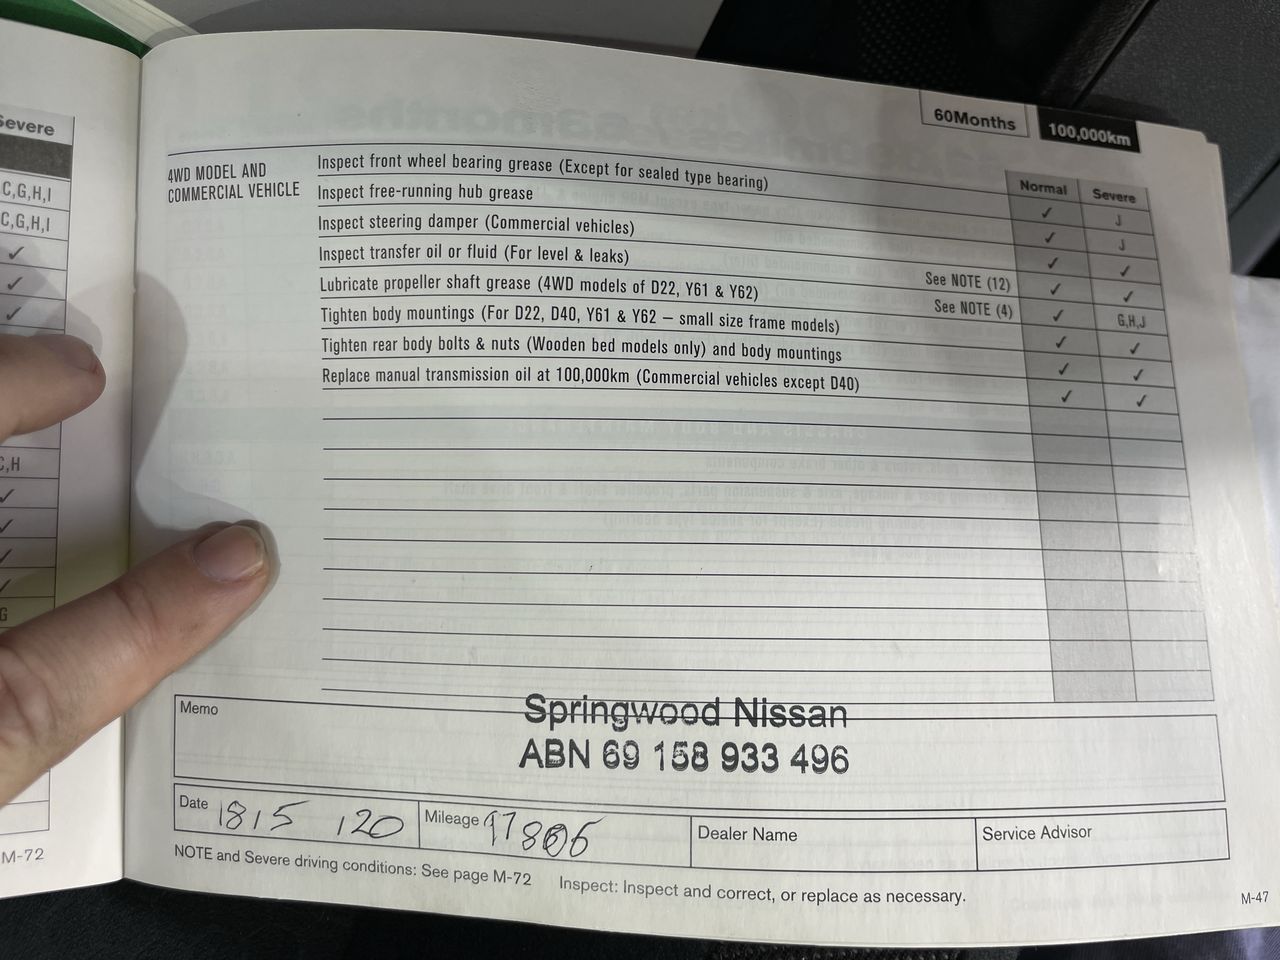 Severe
C,G,H,I
C,G,H,I
✓
✓
✓
C,H
✓
✓
✓
✓
G
M-72
60Months 100,000km
4WD MODEL AND
COMMERCIAL VEHICLE
Normal Severe
Inspect front wheel bearing grease (Except for sealed type bearing) ✓ J
Inspect free-running hub grease ✓ J
Inspect steering damper (Commercial vehicles) ✓ ✓
Inspect transfer oil or fluid (For level & leaks) See NOTE (12) ✓ ✓
Lubricate propeller shaft grease (4WD models of D22, Y61 & Y62) See NOTE (4) ✓ G,H,J
Tighten body mountings (For D22, D40, Y61 & Y62 – small size frame models) ✓ ✓
Tighten rear body bolts & nuts (Wooden bed models only) and body mountings ✓ ✓
Replace manual transmission oil at 100,000km (Commercial vehicles except D40) ✓ ✓
Memo
Springwood Nissan
ABN 69 158 933 496
Date 18/5/20 Mileage Dealer Name Service Advisor
NOTE and Severe driving conditions: See page M-72 Inspect: Inspect and correct, or replace as necessary.
M-47